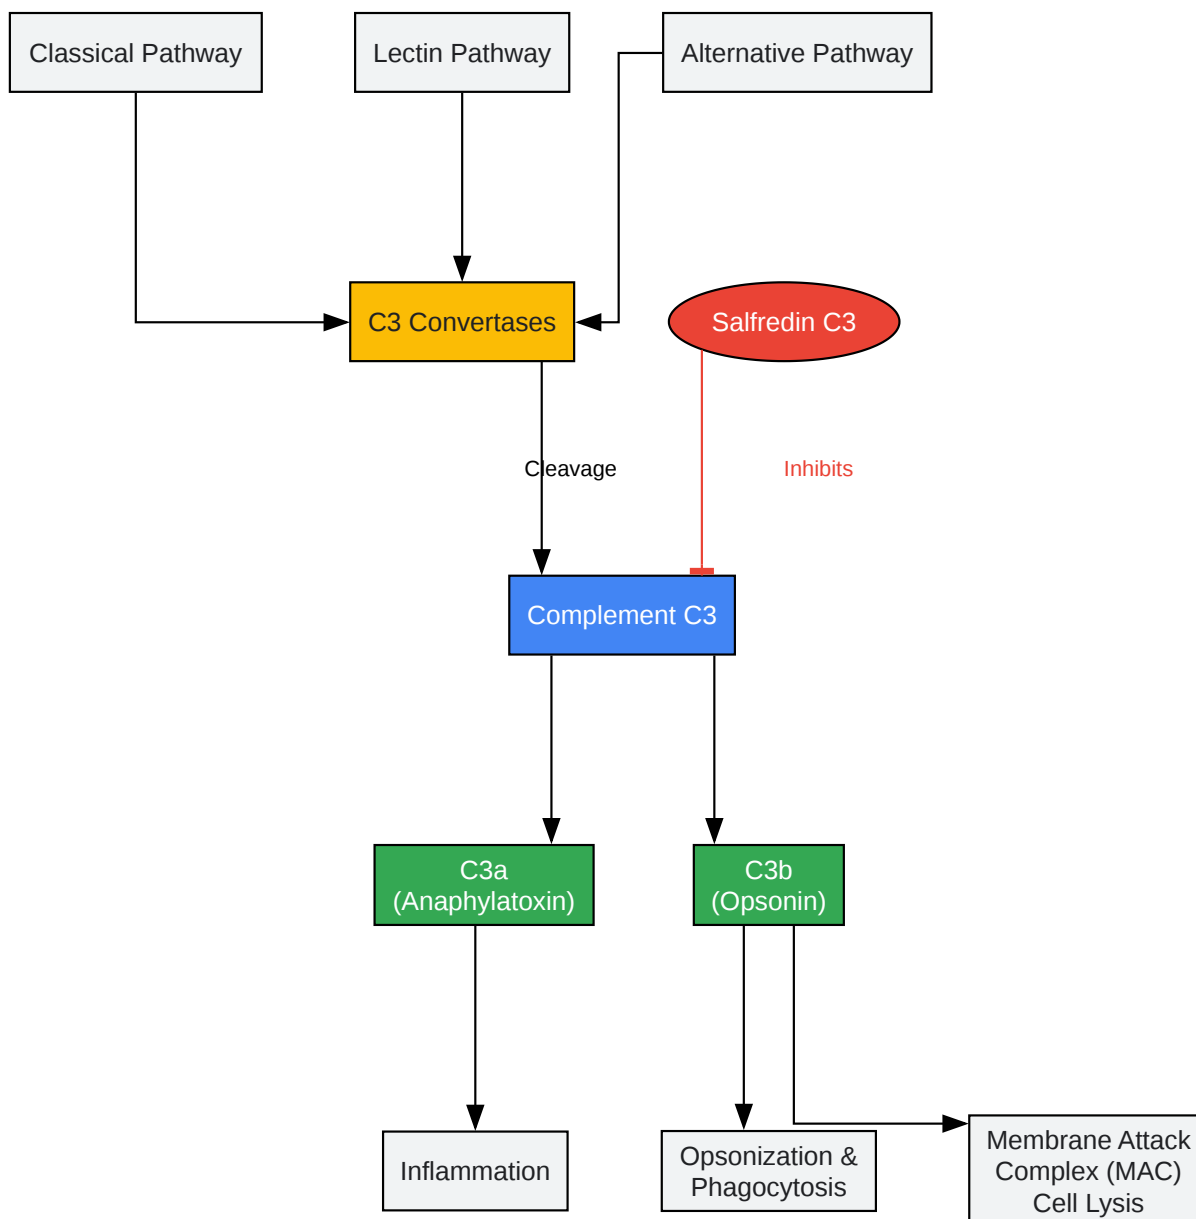 Classical Pathway
Lectin Pathway
Alternative Pathway
C3 Convertases
Salfredin C3
Cleavage
Inhibits
Complement C3
C3a
(Anaphylatoxin)
C3b
(Opsonin)
Inflammation
Opsonization &
Phagocytosis
Membrane Attack
Complex (MAC)
Cell Lysis